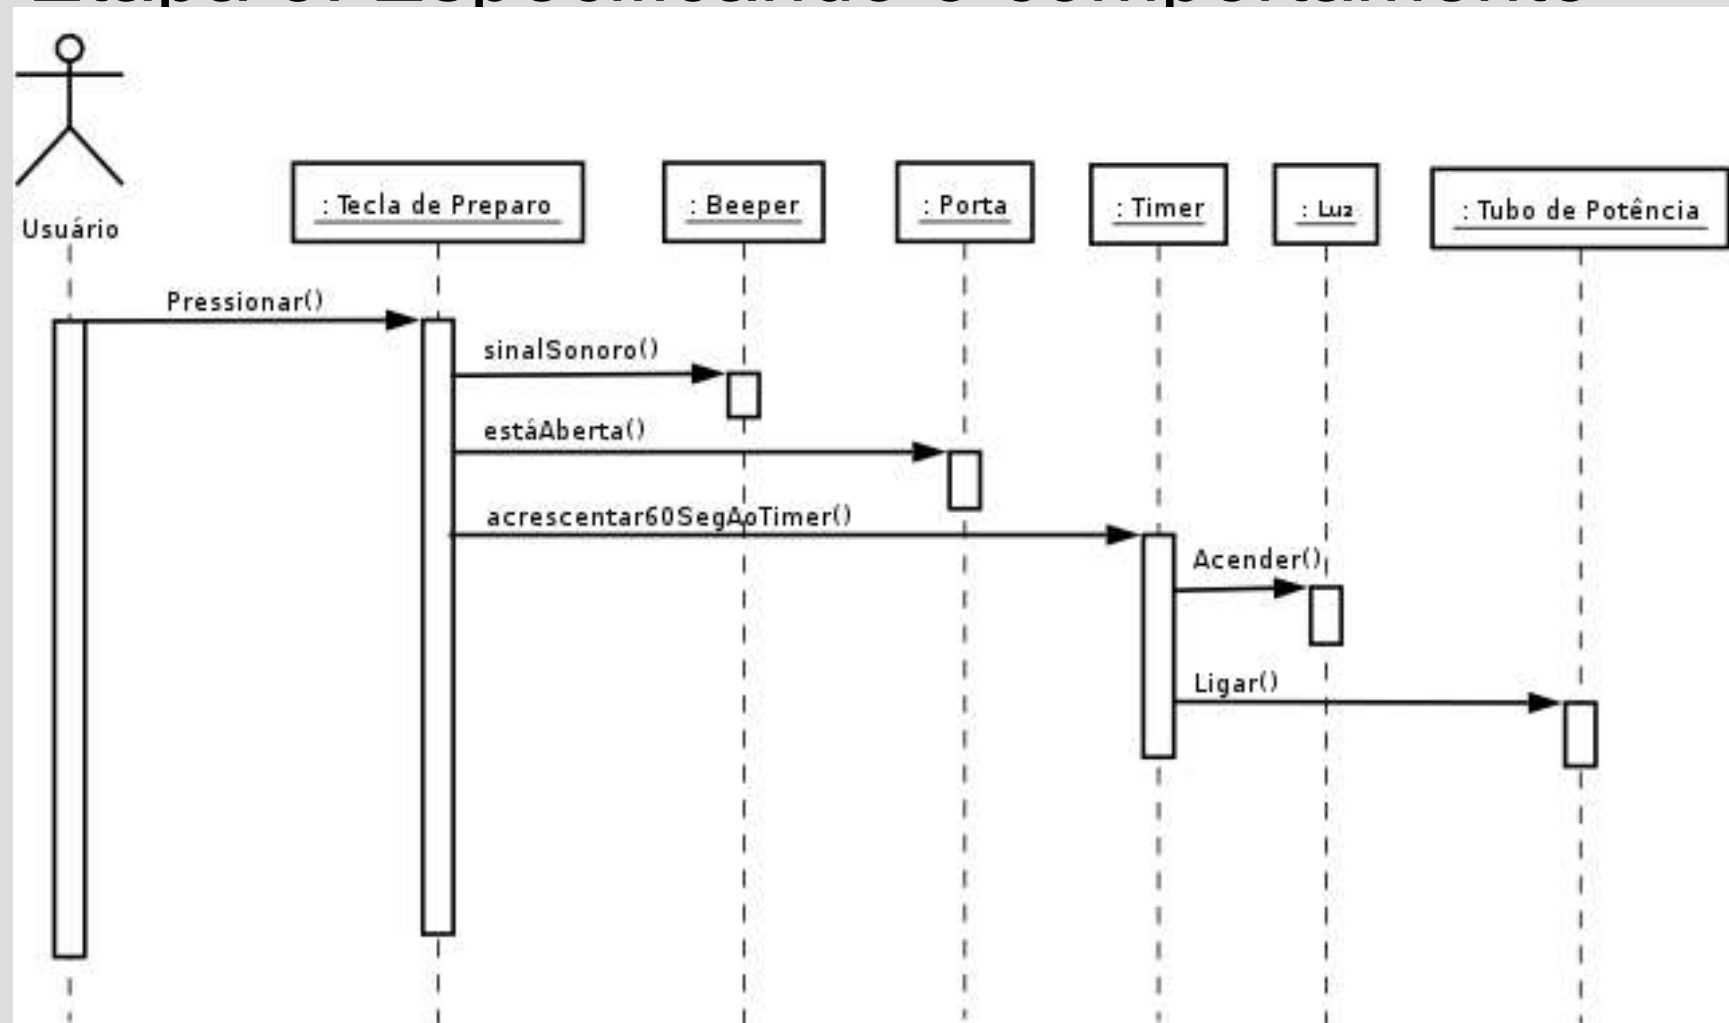 Usuário
: Tecla de Preparo
: Beeper
: Porta
: Timer
: Luz
: Tubo de Potência
Pressionar()
sinalSonoro()
estáAberta()
acrescentar60SegAoTimer()
Acender()
Ligar()